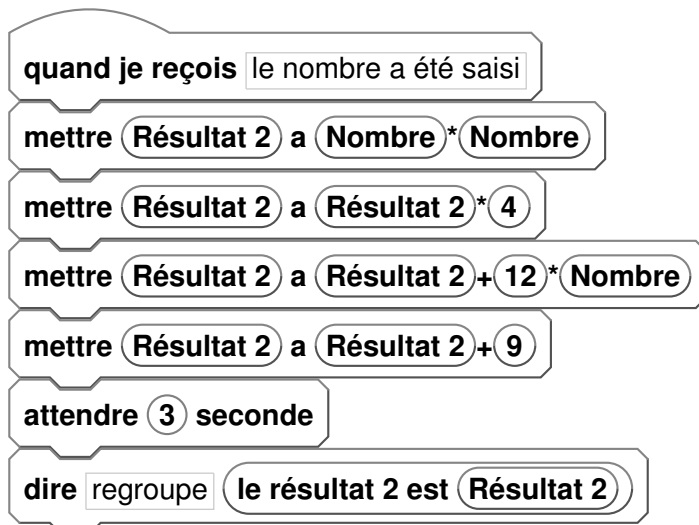 quand je reçois le nombre a été saisi
mettre Résultat 2 a Nombre*Nombre
mettre Résultat 2 a Résultat 2*4
mettre Résultat 2 a Résultat 2+12*Nombre
mettre Résultat 2 a Résultat 2+9
attendre 3 seconde
dire regroupe le résultat 2 est Résultat 2